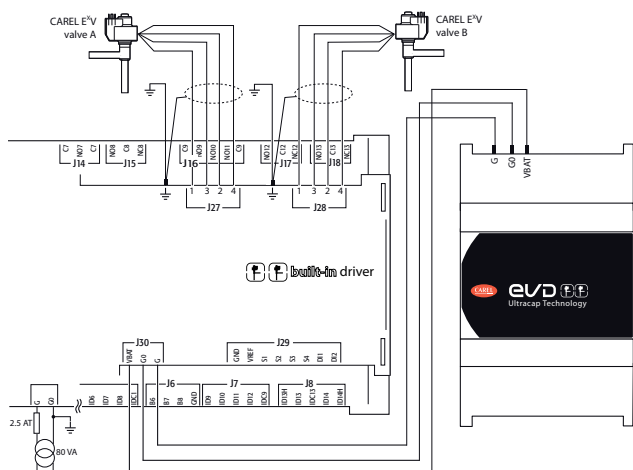 CAREL EXV
valve A
CAREL EXV
valve B
G
G0
VBAT
C7
NO7
C7
J14
NO8
C8
NC8
J15
C9
NO9
NO10
NO11
C9
J16
NO12
C12
NC12
J17
NO13
C13
NC13
J18
1 3 2 4
J27
1 3 2 4
J28
built-in driver
CAREL
evd
Ultracap Technology
J30
VBAT
G0
G
J29
GND
VREF
S1
S2
S3
S4
DI1
DI2
G
G0
ID6
ID7
ID8
IDC1
J6
B6
B7
B8
GND
J7
ID9
ID10
ID11
ID12
IDC9
J8
ID13H
ID13
IDC13
ID14
ID14H
2.5 AT
80 VA